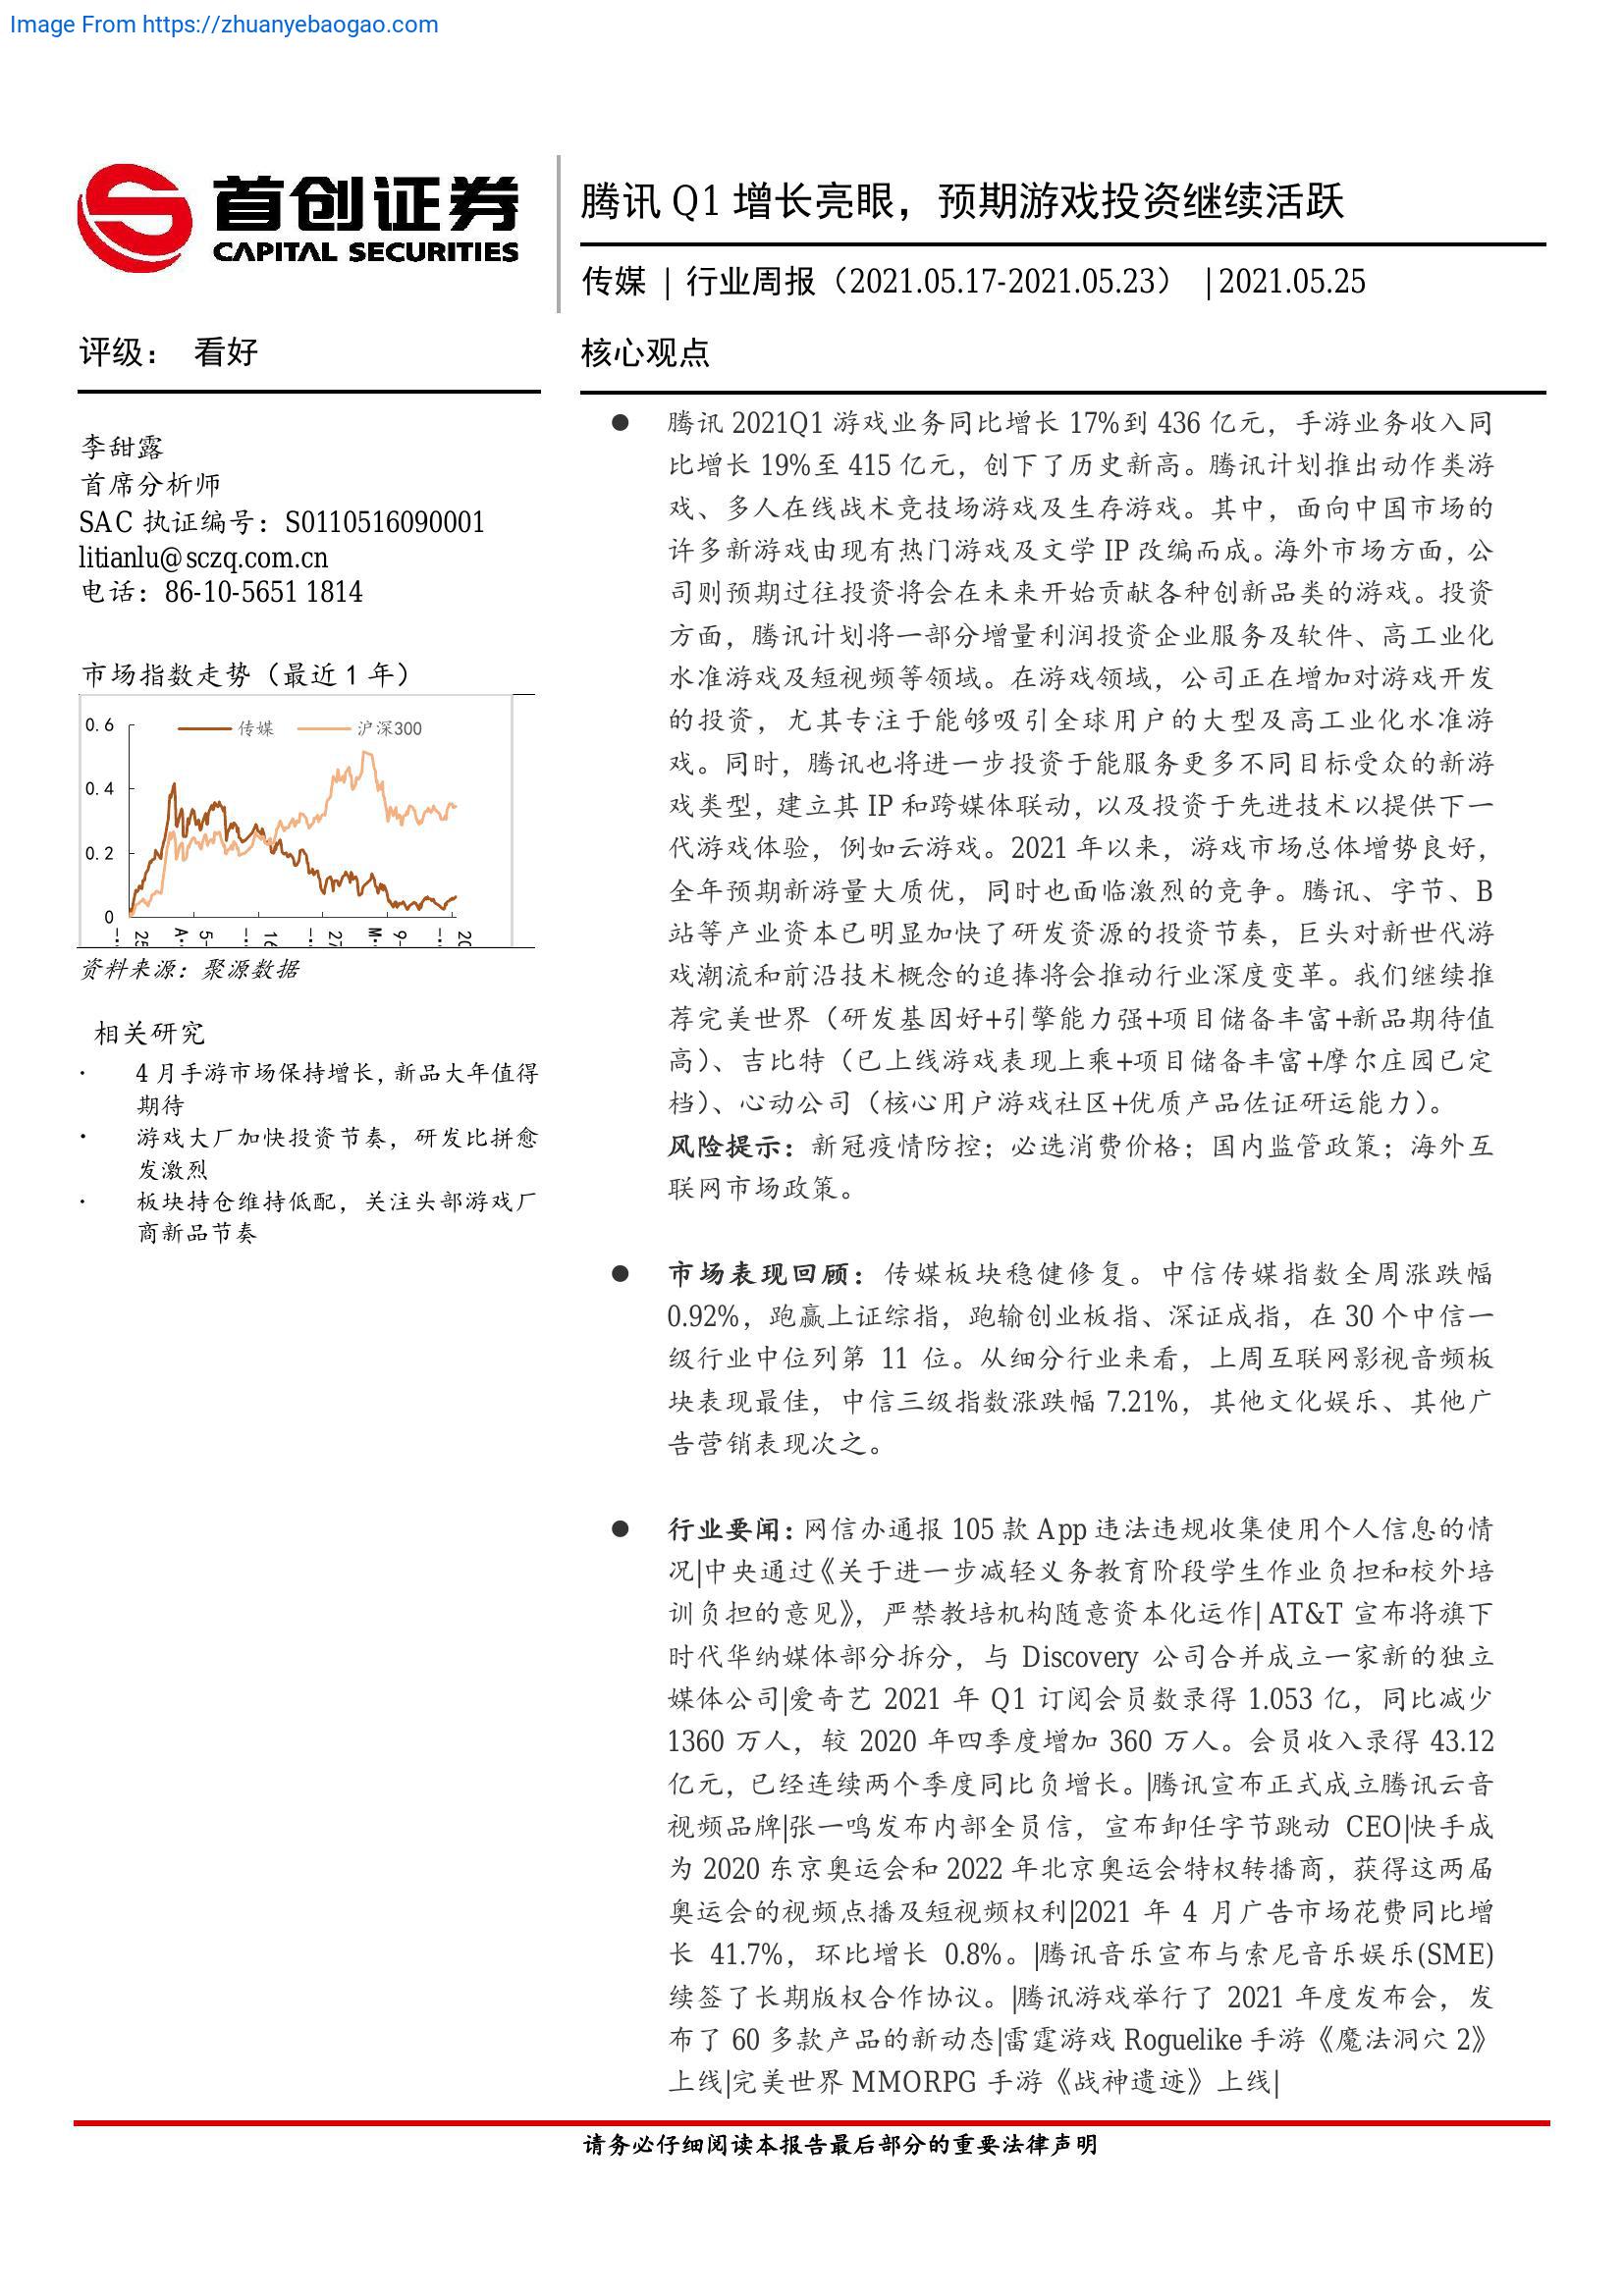 Image From https://zhuanyebaogao.com
首创证券
CAPITAL SECURITIES
腾讯 Q1 增长亮眼，预期游戏投资继续活跃
传媒 | 行业周报（2021.05.17-2021.05.23） |2021.05.25
评级： 看好
李甜露
首席分析师
SAC 执证编号：S0110516090001
litianlu@sczq.com.cn
电话：86-10-5651 1814
市场指数走势（最近 1 年）
传媒 沪深300
0.6
0.4
0.2
0
资料来源：聚源数据
相关研究
· 4 月手游市场保持增长，新品大年值得
期待
· 游戏大厂加快投资节奏，研发比拼愈
发激烈
· 板块持仓维持低配，关注头部游戏厂
商新品节奏
核心观点
● 腾讯 2021Q1 游戏业务同比增长 17%到 436 亿元，手游业务收入同
比增长 19%至 415 亿元，创下了历史新高。腾讯计划推出动作类游
戏、多人在线战术竞技场游戏及生存游戏。其中，面向中国市场的
许多新游戏由现有热门游戏及文学 IP 改编而成。海外市场方面，公
司则预期过往投资将会在未来开始贡献各种创新品类的游戏。投资
方面，腾讯计划将一部分增量利润投资企业服务及软件、高工业化
水准游戏及短视频等领域。在游戏领域，公司正在增加对游戏开发
的投资，尤其专注于能够吸引全球用户的大型及高工业化水准游
戏。同时，腾讯也将进一步投资于能服务更多不同目标受众的新游
戏类型，建立其 IP 和跨媒体联动，以及投资于先进技术以提供下一
代游戏体验，例如云游戏。2021 年以来，游戏市场总体增势良好，
全年预期新游量大质优，同时也面临激烈的竞争。腾讯、字节、B
站等产业资本已明显加快了研发资源的投资节奏，巨头对新世代游
戏潮流和前沿技术概念的追捧将会推动行业深度变革。我们继续推
荐完美世界（研发基因好+引擎能力强+项目储备丰富+新品期待值
高）、吉比特（已上线游戏表现上乘+项目储备丰富+摩尔庄园已定
档）、心动公司（核心用户游戏社区+优质产品佐证研运能力）。
风险提示：新冠疫情防控；必选消费价格；国内监管政策；海外互
联网市场政策。
● 市场表现回顾：传媒板块稳健修复。中信传媒指数全周涨跌幅
0.92%，跑赢上证综指，跑输创业板指、深证成指，在 30 个中信一
级行业中位列第 11 位。从细分行业来看，上周互联网影视音频板
块表现最佳，中信三级指数涨跌幅 7.21%，其他文化娱乐、其他广
告营销表现次之。
● 行业要闻：网信办通报 105 款 App 违法违规收集使用个人信息的情
况|中央通过《关于进一步减轻义务教育阶段学生作业负担和校外培
训负担的意见》，严禁教培机构随意资本化运作| AT&T 宣布将旗下
时代华纳媒体部分拆分，与 Discovery 公司合并成立一家新的独立
媒体公司|爱奇艺 2021 年 Q1 订阅会员数录得 1.053 亿，同比减少
1360 万人，较 2020 年四季度增加 360 万人。会员收入录得 43.12
亿元，已经连续两个季度同比负增长。|腾讯宣布正式成立腾讯云音
视频品牌|张一鸣发布内部全员信，宣布卸任字节跳动 CEO|快手成
为 2020 东京奥运会和 2022 年北京奥运会特权转播商，获得这两届
奥运会的视频点播及短视频权利|2021 年 4 月广告市场花费同比增
长 41.7%，环比增长 0.8%。|腾讯音乐宣布与索尼音乐娱乐(SME)
续签了长期版权合作协议。|腾讯游戏举行了 2021 年度发布会，发
布了 60 多款产品的新动态|雷霆游戏 Roguelike 手游《魔法洞穴 2》
上线|完美世界 MMORPG 手游《战神遗迹》上线|
请务必仔细阅读本报告最后部分的重要法律声明